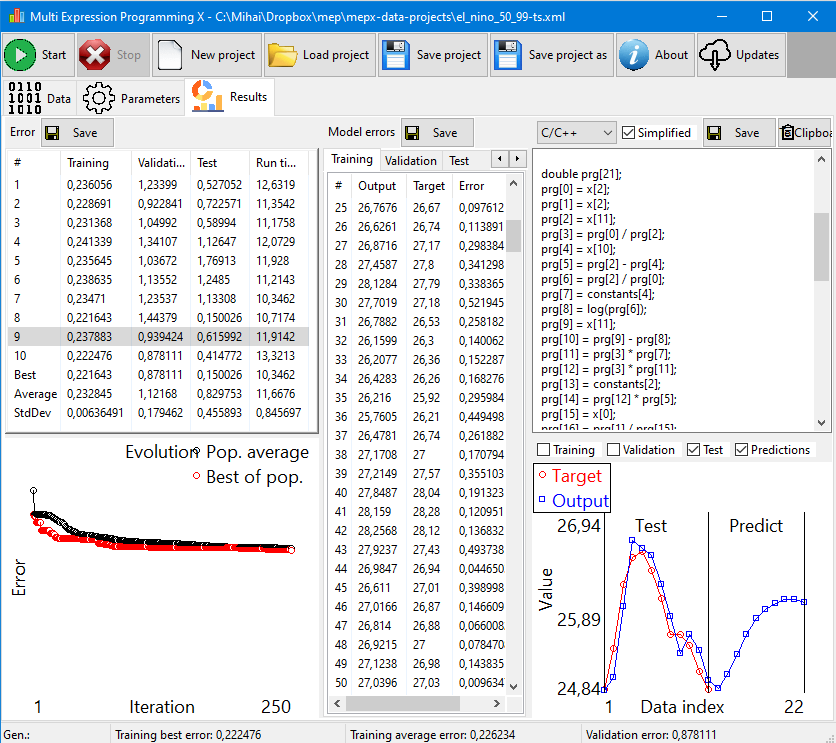 Multi Expression Programming X - C:\Mihai\Dropbox\mep\mepx-data-projects\el_nino_50_99-ts.xml
Start Stop New project Load project Save project Save project as About Updates
0110 1001 1010 Data Parameters Results
Error Save
# Training Validati... Test Run ti...
1 0,236056 1,23399 0,527052 12,6319
2 0,228691 0,922841 0,722571 11,3542
3 0,231368 1,04992 0,58994 11,1758
4 0,241339 1,34107 1,12647 12,0729
5 0,235645 1,03672 1,76913 11,928
6 0,238635 1,13552 1,2485 11,2143
7 0,23471 1,23537 1,13308 10,3462
8 0,221643 1,44379 0,150026 10,7174
9 0,237883 0,939424 0,615992 11,9142
10 0,222476 0,878111 0,414772 13,3213
Best 0,221643 0,878111 0,150026 10,3462
Average 0,232845 1,12168 0,829753 11,6676
StdDev 0,00636491 0,179462 0,455893 0,845697
Evolution Pop. average
Best of pop.
Error
1 Iteration 250
Model errors Save
Training Validation Test
# Output Target Error
25 26,7676 26,67 0,097612
26 26,6261 26,74 0,113891
27 26,8716 27,17 0,298384
28 27,4587 27,8 0,341298
29 28,1284 27,79 0,338365
30 27,7019 27,18 0,521945
31 26,7882 26,53 0,258182
32 26,1599 26,3 0,140062
33 26,2077 26,36 0,152287
34 26,4283 26,26 0,168276
35 26,216 25,92 0,295984
36 25,7605 26,21 0,449498
37 26,4781 26,74 0,261882
38 27,1708 27 0,170794
39 27,2149 27,57 0,355103
40 27,8487 28,04 0,191323
41 28,159 28,28 0,120951
42 28,2568 28,12 0,136832
43 27,9237 27,43 0,493738
44 26,9847 26,94 0,044650
45 26,611 27,01 0,398998
46 27,0166 26,87 0,146609
47 26,814 26,88 0,066008
48 26,9215 27 0,078470
49 27,1238 26,98 0,143835
50 27,0396 27,03 0,009634
C/C++ Simplified Save Clipboa
double prg[21];
prg[0] = x[2];
prg[1] = x[2];
prg[2] = x[11];
prg[3] = prg[0] / prg[2];
prg[4] = x[10];
prg[5] = prg[2] - prg[4];
prg[6] = prg[2] / prg[0];
prg[7] = constants[4];
prg[8] = log(prg[6]);
prg[9] = x[11];
prg[10] = prg[9] - prg[8];
prg[11] = prg[3] * prg[7];
prg[12] = prg[3] * prg[11];
prg[13] = constants[2];
prg[14] = prg[12] * prg[5];
prg[15] = x[0];
prg[16] = prg[1] / prg[15];
Training Validation Test Predictions
Target
Output
26,94 Test Predict
Value
25,89
24,84
1 Data index 22
Gen.: Training best error: 0,222476 Training average error: 0,226234 Validation error: 0,878111